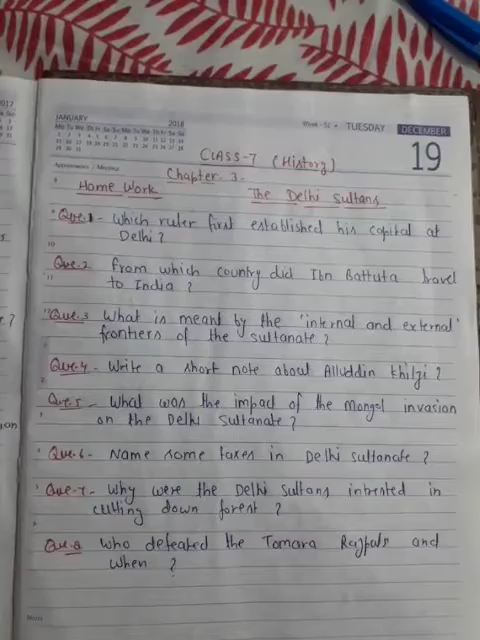 2017
JANUARY 2018
Week - 51 • TUESDAY DECEMBER
19
Appointments / Meeting
CLASS-7 (History)
Chapter-3.
Home Work The Delhi Sultans
Que.1- which ruler first established his capital at
Delhi?
Que.2 From which country did Ibn Battuta travel
to India ?
Que.3 What is meant by the 'internal and external'
frontiers of the sultanate ?
Que.4- Write a short note about Alluddin Khilzi ?
Que.5- What was the impact of the Mongol invasion
on the Delhi Sultanate ?
Que.6- Name some taxes in Delhi sultanate ?
Que-7- Why were the Delhi Sultans intrested in
cutting down forest ?
Que.8 who defeated the Tomara Rajputs and
when ?